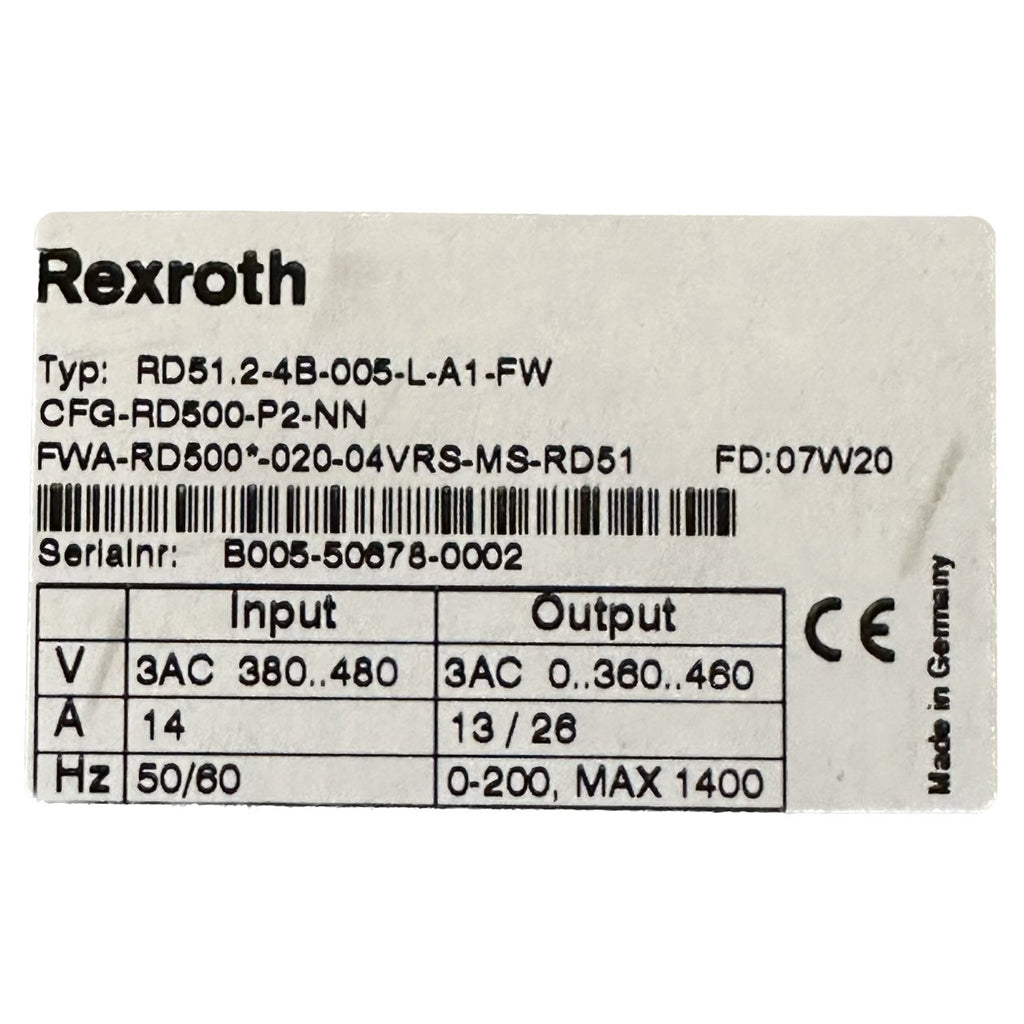 Rexroth
Typ: RD51.2-4B-005-L-A1-FW
CFG-RD500-P2-NN
FWA-RD500*-020-04VRS-MS-RD51 FD:07W20
Serialnr: B005-50678-0002
Input Output
V 3AC 380..480 3AC 0..360..460
A 14 13 / 26
Hz 50/60 0-200, MAX 1400
CE
Made in Germany